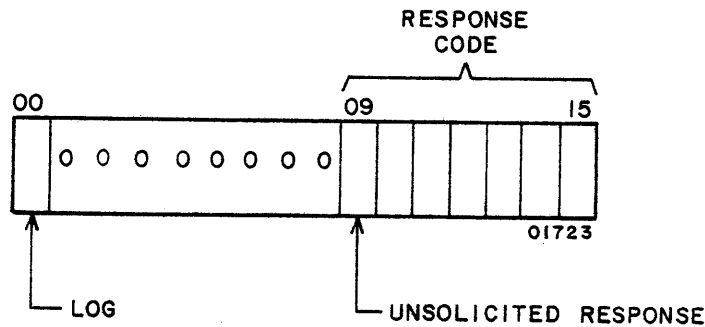 RESPONSE
CODE
00 09 15
0 0 0 0 0 0 0 0
01723
LOG
UNSOLICITED RESPONSE